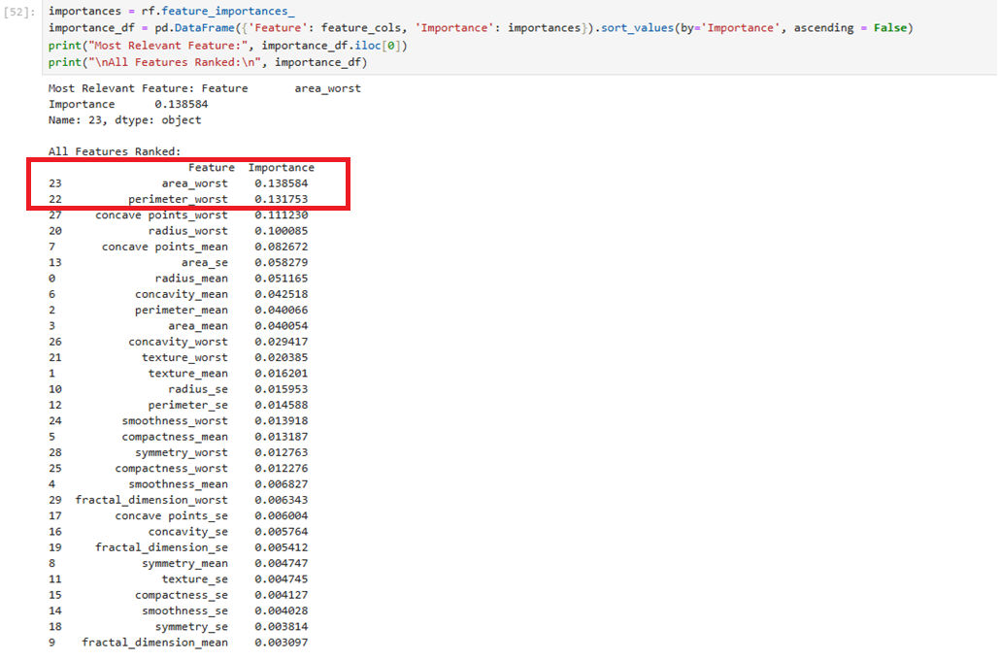 [52]: importances = rf.feature_importances_
importance_df = pd.DataFrame({'Feature': feature_cols, 'Importance': importances}).sort_values(by='Importance', ascending = False)
print("Most Relevant Feature:", importance_df.iloc[0])
print("\nAll Features Ranked:\n", importance_df)
Most Relevant Feature: Feature area_worst
Importance 0.138584
Name: 23, dtype: object
All Features Ranked:
Feature Importance
23 area_worst 0.138584
22 perimeter_worst 0.131753
27 concave points_worst 0.111230
20 radius_worst 0.100085
7 concave points_mean 0.082672
13 area_se 0.058279
0 radius_mean 0.051165
6 concavity_mean 0.042518
2 perimeter_mean 0.040066
3 area_mean 0.040054
26 concavity_worst 0.029417
21 texture_worst 0.020385
1 texture_mean 0.016201
10 radius_se 0.015953
12 perimeter_se 0.014588
24 smoothness_worst 0.013918
5 compactness_mean 0.013187
28 symmetry_worst 0.012763
25 compactness_worst 0.012276
4 smoothness_mean 0.006827
29 fractal_dimension_worst 0.006343
17 concave points_se 0.006004
16 concavity_se 0.005764
19 fractal_dimension_se 0.005412
8 symmetry_mean 0.004747
11 texture_se 0.004745
15 compactness_se 0.004127
14 smoothness_se 0.004028
18 symmetry_se 0.003814
9 fractal_dimension_mean 0.003097